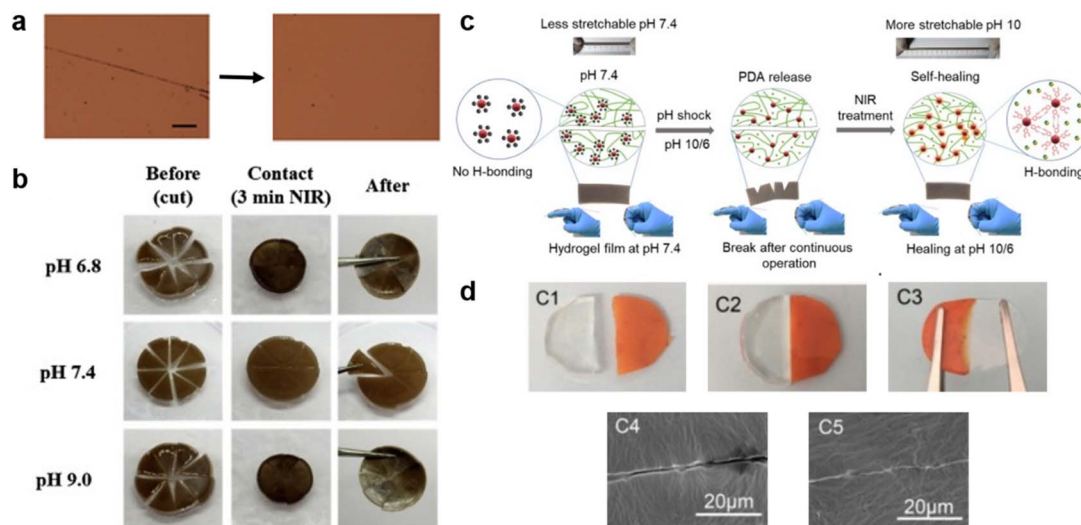 a
b
Before
(cut)
Contact
(3 min NIR)
After
pH 6.8
pH 7.4
pH 9.0
c
Less stretchable pH 7.4
More stretchable pH 10
pH 7.4
PDA release
Self-healing
pH shock
pH 10/6
NIR
treatment
No H-bonding
H-bonding
Hydrogel film at pH 7.4
Break after continuous
operation
Healing at pH 10/6
d
C1
C2
C3
C4
20μm
C5
20μm